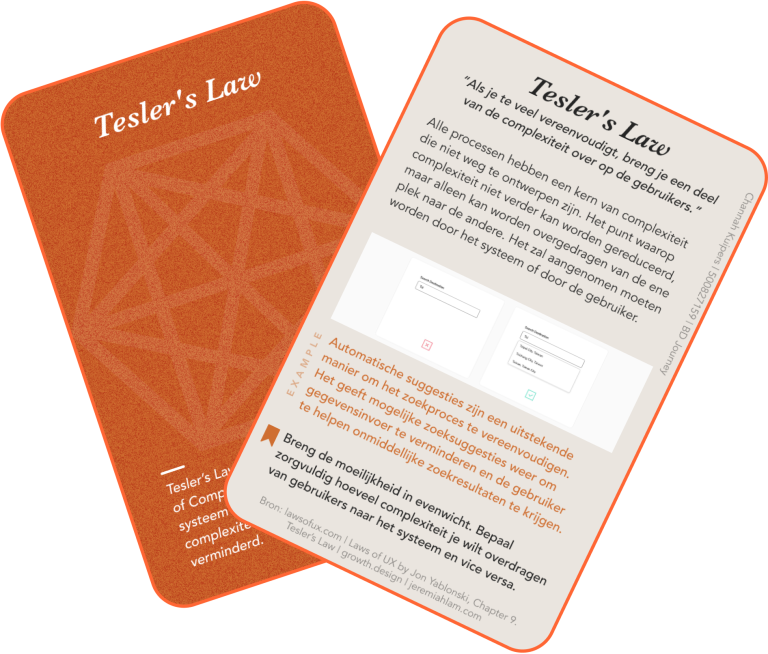 Tesler's Law
Tesler's
of Comp
systeem
complexite
verminderd.
Tesler's Law
"Als je te veel vereenvoudigt, breng je een deel
van de complexiteit over op de gebruikers. "
Alle processen hebben een kern van complexiteit
die niet weg te ontwerpen zijn. Het punt waarop
complexiteit niet verder kan worden gereduceerd,
maar alleen kan worden overgedragen van de ene
plek naar de andere. Het zal aangenomen moeten
worden door het systeem of door de gebruiker.
Channah Kuipers | 500827159 | BD Journey
EXAMPLE
Automatische suggesties zijn een uitstekende
manier om het zoekproces te vereenvoudigen.
Het geeft mogelijke zoeksuggesties weer om
gegevensinvoer te verminderen en de gebruiker
te helpen onmiddellijke zoekresultaten te krijgen.
Breng de moeilijkheid in evenwicht. Bepaal
zorgvuldig hoeveel complexiteit je wilt overdragen
van gebruikers naar het systeem en vice versa.
Bron: lawsofux.com | Laws of UX by Jon Yablonski, Chapter 9.
Tesler's Law | growth.design | jeremiahlam.com